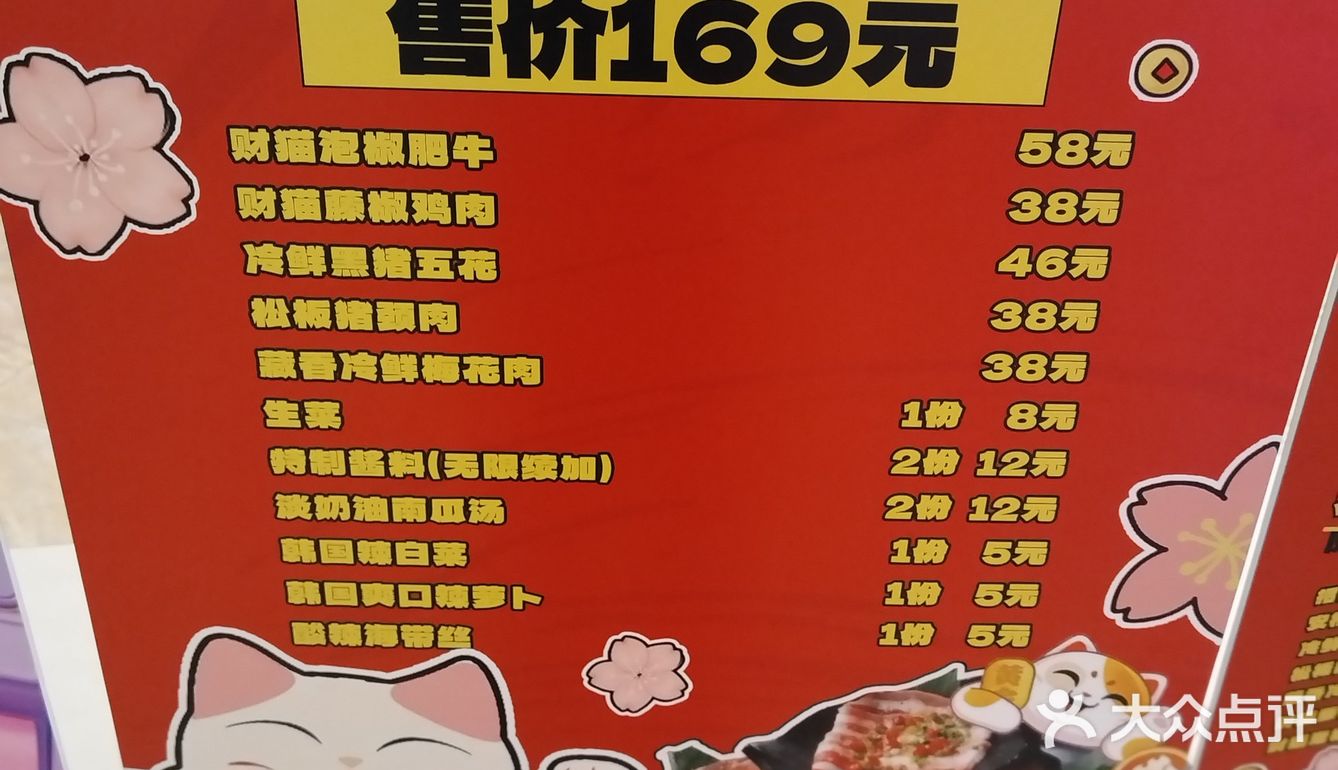 售价169元
财猫泡椒肥牛 58元
财猫藤椒鸡肉 38元
冷鲜黑猪五花 46元
松板猪颈肉 38元
藏香冷鲜梅花肉 38元
生菜 1份 8元
特制酱料(无限续加) 2份 12元
淡奶油南瓜汤 2份 12元
韩国辣白菜 1份 5元
韩国爽口辣萝卜 1份 5元
酸辣海带丝 1份 5元
大众点评